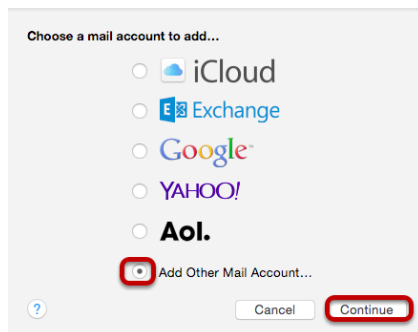 Choose a mail account to add...
iCloud
E Exchange
Google
YAHOO!
Aol.
Add Other Mail Account...
?
Cancel
Continue